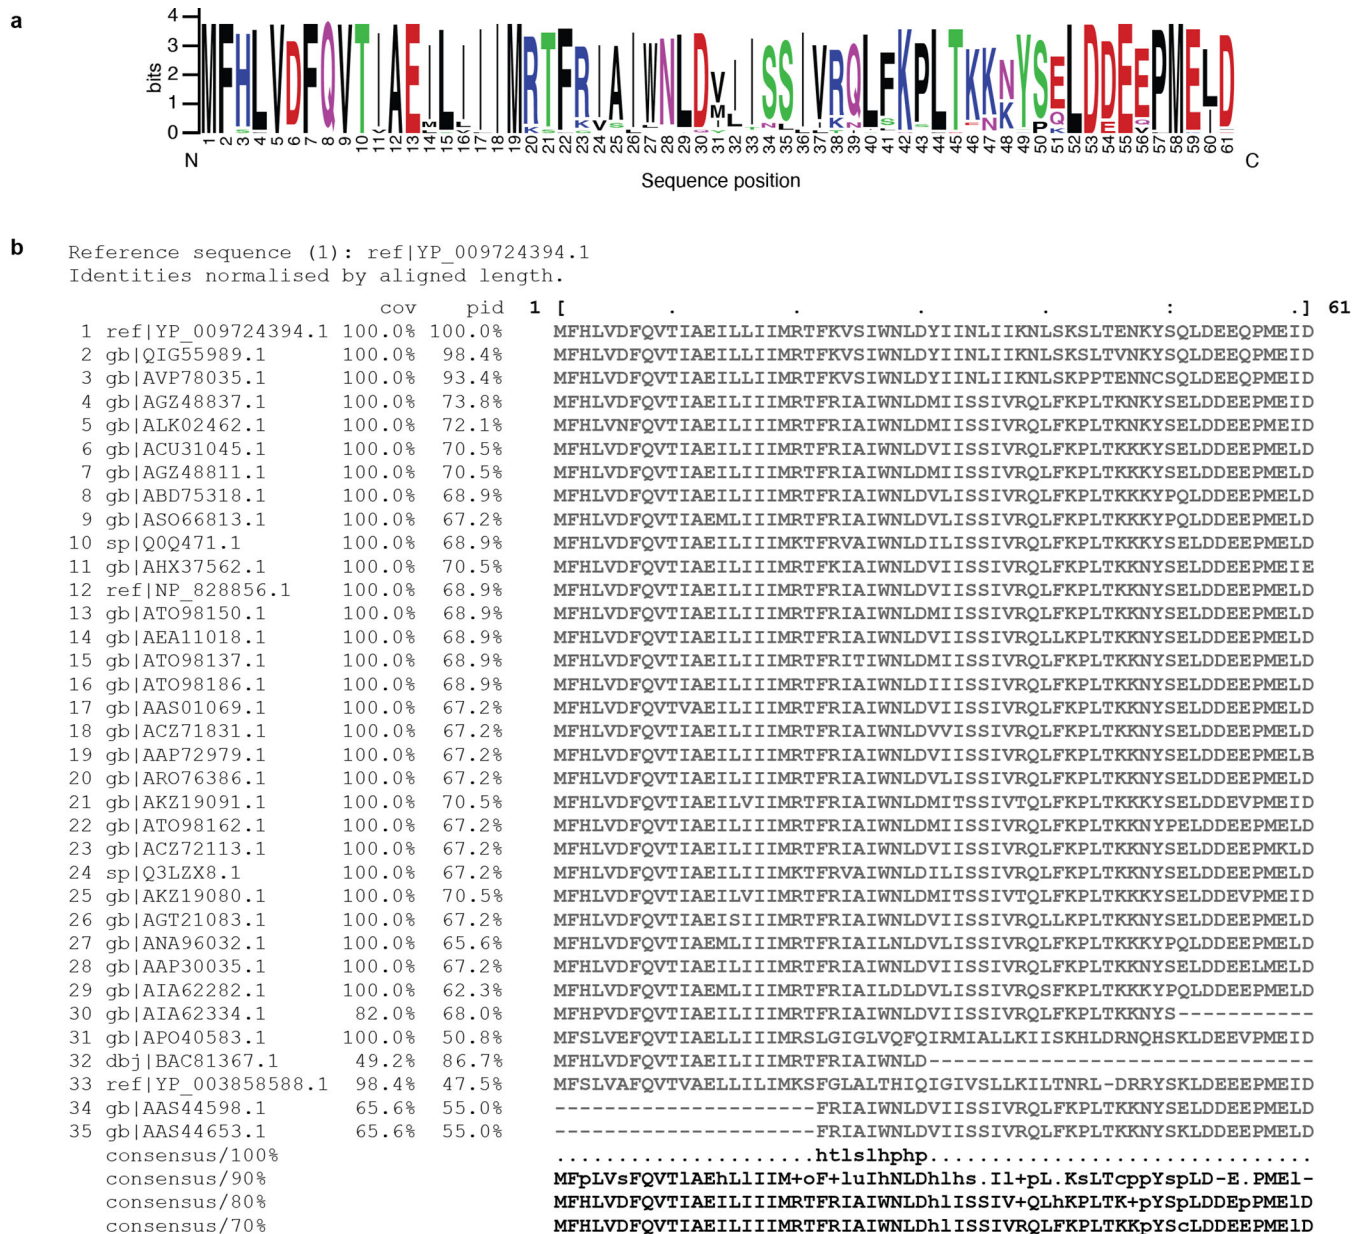 a
4
3
2
1
0
bits
MFHLVDFQVTIAEILIIIMRTFRIAIWNLDVIISSIVRQLFKPLTKKNYSELDDEEPMELD
1 2 3 4 5 6 7 8 9 10 11 12 13 14 15 16 17 18 19 20 21 22 23 24 25 26 27 28 29 30 31 32 33 34 35 36 37 38 39 40 41 42 43 44 45 46 47 48 49 50 51 52 53 54 55 56 57 58 59 60 61
N C
Sequence position
b
Reference sequence (1): ref|YP_009724394.1
Identities normalised by aligned length.
cov pid 1 [ . . . . : .] 61
1 ref|YP_009724394.1 100.0% 100.0% MFHLVDFQVTIAEILLIIMRTFKVSIWNLDYIINLIIKNLSKSLTENKYSQLDEEQPMEID
2 gb|QIG55989.1 100.0% 98.4% MFHLVDFQVTIAEILLIIMRTFKVSIWNLDYIINLIIKNLSKSLTVNKYSQLDEEQPMEID
3 gb|AVP78035.1 100.0% 93.4% MFHLVDFQVTIAEILLIIMRTFKVSIWNLDYIINLIIKNLSKPPTENNCSQLDEEQPMEID
4 gb|AGZ48837.1 100.0% 73.8% MFHLVDFQVTIAEILIIIMRTFRIAIWNLDMIISSIVRQLFKPLTKNKYSELDDEEPMEID
5 gb|ALK02462.1 100.0% 72.1% MFHLVNFQVTIAEILIIIMRTFRIAIWNLDMIISSIVRQLFKPLTKNKYSELDDEEPMEID
6 gb|ACU31045.1 100.0% 70.5% MFHLVDFQVTIAEILIIIMRTFRIAIWNLDVIISSIVRQLFKPLTKKKYSELDDEEPMELD
7 gb|AGZ48811.1 100.0% 70.5% MFHLVDFQVTIAEILIIIMRTFRIAIWNLDMIISSIVRQLFKPLTKKKYSELDDEEPMELD
8 gb|ABD75318.1 100.0% 68.9% MFHLVDFQVTIAEILIIIMRTFRIAIWNLDVLISSIVRQLFKPLTKKKYPQLDDEEPMELD
9 gb|ASO66813.1 100.0% 67.2% MFHLVDFQVTIAEMLIIIMRTFRIAIWNLDVLISSIVRQLFKPLTKKKYPQLDDEEPMELD
10 sp|Q0Q471.1 100.0% 68.9% MFHLVDFQVTIAEILIIIMKTFRVAIWNLDILISSIVRQLFKPLTKKKYSELDDEEPMELD
11 gb|AHX37562.1 100.0% 70.5% MFHLVDFQVTIAEILIIIMRTFKIAIWNLDVIISSIVRQLFKPLTKKKYSELDDEEPMEIE
12 ref|NP_828856.1 100.0% 68.9% MFHLVDFQVTIAEILIIIMRTFRIAIWNLDVIISSIVRQLFKPLTKKNYSELDDEEPMELD
13 gb|ATO98150.1 100.0% 68.9% MFHLVDFQVTIAEILIIIMRTFRIAIWNLDMIISSIVRQLFKPLTKKNYSELDDEEPMELD
14 gb|AEA11018.1 100.0% 68.9% MFHLVDFQVTIAEILIIIMRTFRIAIWNLDVIISSIVRQLLKPLTKKNYSELDDEEPMELD
15 gb|ATO98137.1 100.0% 68.9% MFHLVDFQVTIAEILIIIMRTFRITIWNLDMIISSIVRQLFKPLTKKNYSELDDEEPMELD
16 gb|ATO98186.1 100.0% 68.9% MFHLVDFQVTIAEILIIIMRTFRIAIWNLDIIISSIVRQLFKPLTKKNYSELDDEEPMELD
17 gb|AAS01069.1 100.0% 67.2% MFHLVDFQVTVAEILIIIMRTFRIAIWNLDVIISSIVRQLFKPLTKKNYSELDDEEPMELD
18 gb|ACZ71831.1 100.0% 67.2% MFHLVDFQVTIAEILIIIMRTFRIAIWNLDVVISSIVRQLFKPLTKKNYSELDDEEPMELD
19 gb|AAP72979.1 100.0% 67.2% MFHLVDFQVTIAEILIIIMRTFRIAIWNLDVIISSIVRQLFKPLTKKNYSELDDEEPMELB
20 gb|ARO76386.1 100.0% 67.2% MFHLVDFQVTIAEILIIIMRTFRIAIWNLDVLISSIVRQLFKPLTKKNYSELDDEEPMELD
21 gb|AKZ19091.1 100.0% 70.5% MFHLVDFQVTIAEILVIIMRTFRIAIWNLDMITSSIVTQLFKPLTKKKYSELDDEVPMEID
22 gb|ATO98162.1 100.0% 67.2% MFHLVDFQVTIAEILIIIMRTFRIAIWNLDMIISSIVRQLFKPLTKKNYPELDDEEPMELD
23 gb|ACZ72113.1 100.0% 67.2% MFHLVDFQVTIAEILIIIMRTFRIAIWNLDVIISSIVRQLFKPLTKKNYSELDDEEPMKLD
24 sp|Q3LZX8.1 100.0% 67.2% MFHLVDFQVTIAEILIIIMKTFRVAIWNLDILISSIVRQLFKPLTKKNYSELDDEEPMELD
25 gb|AKZ19080.1 100.0% 70.5% MFHLVDFQVTIAEILVIIMRTFRIAIWNLDMITSSIVTQLFKPLTKKKYSELDDEVPMEID
26 gb|AGT21083.1 100.0% 67.2% MFHLVDFQVTIAEISIIIMRTFRIAIWNLDVIISSIVRQLLKPLTKKNYSELDDEEPMELD
27 gb|ANA96032.1 100.0% 65.6% MFHLVDFQVTIAEMLIIIMRTFRIAILNLDVLISSIVRQLFKPLTKKKYPQLDDEEPMELD
28 gb|AAP30035.1 100.0% 67.2% MFHLVDFQVTIAEILIIIMRTFRIAIWNLDVIISSIVRQLFKPLTKKNYSELDDEELMELD
29 gb|AIA62282.1 100.0% 62.3% MFHLVDFQVTIAEMLIIIMRTFRIAILDLDVLISSIVRQSFKPLTKKKYPQLDDEEPMELD
30 gb|AIA62334.1 82.0% 68.0% MFHPVDFQVTIAEILIIIMRTFRIAIWNLDVIISSIVRQLFKPLTKKNYS-----------
31 gb|APO40583.1 100.0% 50.8% MFSLVEFQVTIAEILIIIMRSLGIGLVQFQIRMIALLKIISKHLDRNQHSKLDEEVPMELD
32 dbj|BAC81367.1 49.2% 86.7% MFHLVDFQVTIAEILIIIMRTFRIAIWNLD-------------------------------
33 ref|YP_003858588.1 98.4% 47.5% MFSLVAFQVTVAELLILIMKSFGLALTHIQIGIVSLLKILTNRL-DRRYSKLDEEEPMEID
34 gb|AAS44598.1 65.6% 55.0% ---------------------FRIAIWNLDVIISSIVRQLFKPLTKKNYSELDDEEPMELD
35 gb|AAS44653.1 65.6% 55.0% ---------------------FRIAIWNLDVIISSIVRQLFKPLTKKNYSKLDDEEPMELD
consensus/100% .....................htlslhphp...............................
consensus/90% MFpLVsFQVTlAEhLlIIM+oF+luIhNLDhlhs.Il+pL.KsLTcppYspLD-E.PMEl-
consensus/80% MFHLVDFQVTIAEILIIIMRTFRIAIWNLDhlISSIV+QLhKPLTK+pYSpLDDEpPMElD
consensus/70% MFHLVDFQVTIAEILIIIMRTFRIAIWNLDhlISSIVRQLFKPLTKKpYScLDDEEPMElD